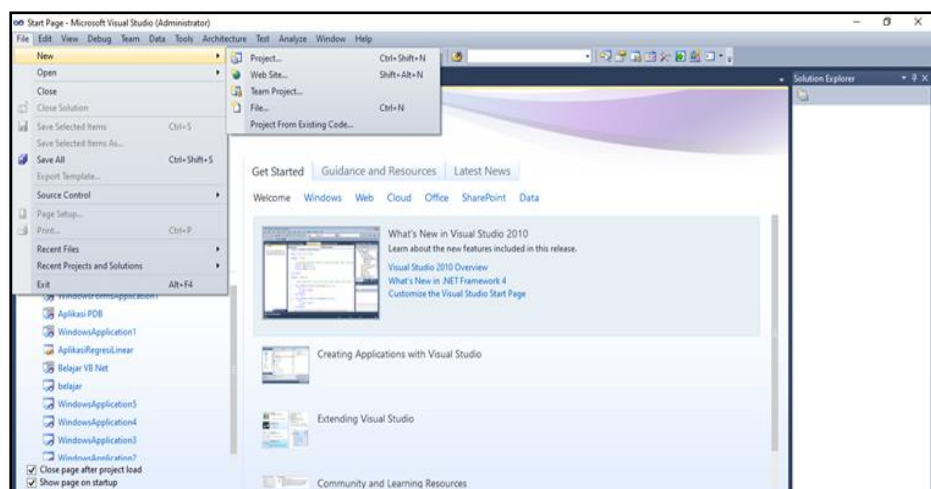 Start Page - Microsoft Visual Studio (Administrator)
File Edit View Debug Team Data Tools Architecture Test Analyze Window Help
New
Open
Close
Close Solution
Save Selected Items Ctrl+S
Save Selected Items As...
Save All Ctrl+Shift+S
Export Template...
Source Control
Page Setup...
Print... Ctrl+P
Recent Files
Recent Projects and Solutions
Exit Alt+F4
Project... Ctrl+Shift+N
Web Site... Shift+Alt+N
Team Project...
File... Ctrl+N
Project From Existing Code...
WindowsFormsApplication1
Aplikasi PDB
WindowsApplication1
AplikasiRegresiLinear
Belajar VB Net
belajar
WindowsApplication5
WindowsApplication4
WindowsApplication3
WindowsApplication2
Close page after project load
Show page on startup
Get Started Guidance and Resources Latest News
Welcome Windows Web Cloud Office SharePoint Data
What's New in Visual Studio 2010
Learn about the new features included in this release.
Visual Studio 2010 Overview
What's New in .NET Framework 4
Customize the Visual Studio Start Page
Creating Applications with Visual Studio
Extending Visual Studio
Community and Learning Resources
Solution Explorer